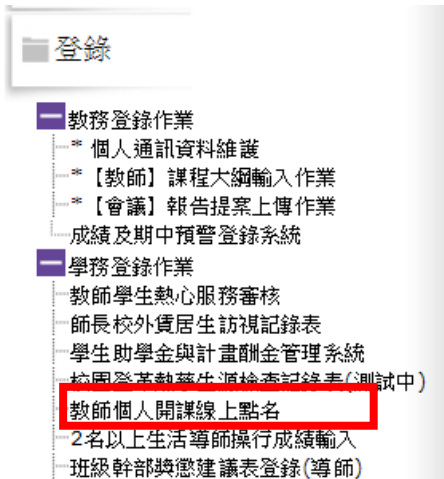 登錄
教務登錄作業
* 個人通訊資料維護
*【教師】課程大綱輸入作業
*【會議】報告提案上傳作業
成績及期中預警登錄系統
學務登錄作業
教師學生熱心服務審核
師長校外賃居生訪視記錄表
學生助學金與計畫酬金管理系統
校園登革熱孳生源檢查記錄表(測試中)
教師個人開課線上點名
2名以上生活導師操行成績輸入
班級幹部獎懲建議表登錄(導師)